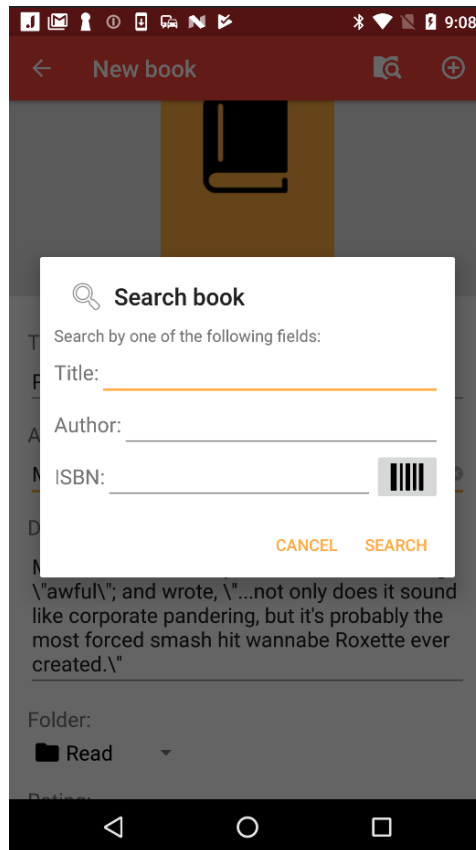 9:08
New book
Search book
Search by one of the following fields:
Title:
Author:
ISBN:
CANCEL
SEARCH
\"awful\"; and wrote, \"...not only does it sound
like corporate pandering, but it's probably the
most forced smash hit wannabe Roxette ever
created.\"
Folder:
Read
Rating: